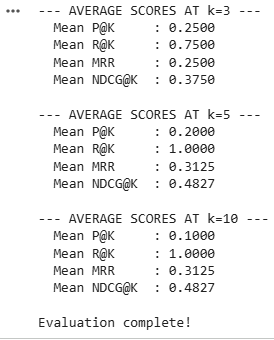 --- AVERAGE SCORES AT k=3 ---
Mean P@K : 0.2500
Mean R@K : 0.7500
Mean MRR : 0.2500
Mean NDCG@K : 0.3750
--- AVERAGE SCORES AT k=5 ---
Mean P@K : 0.2000
Mean R@K : 1.0000
Mean MRR : 0.3125
Mean NDCG@K : 0.4827
--- AVERAGE SCORES AT k=10 ---
Mean P@K : 0.1000
Mean R@K : 1.0000
Mean MRR : 0.3125
Mean NDCG@K : 0.4827
Evaluation complete!